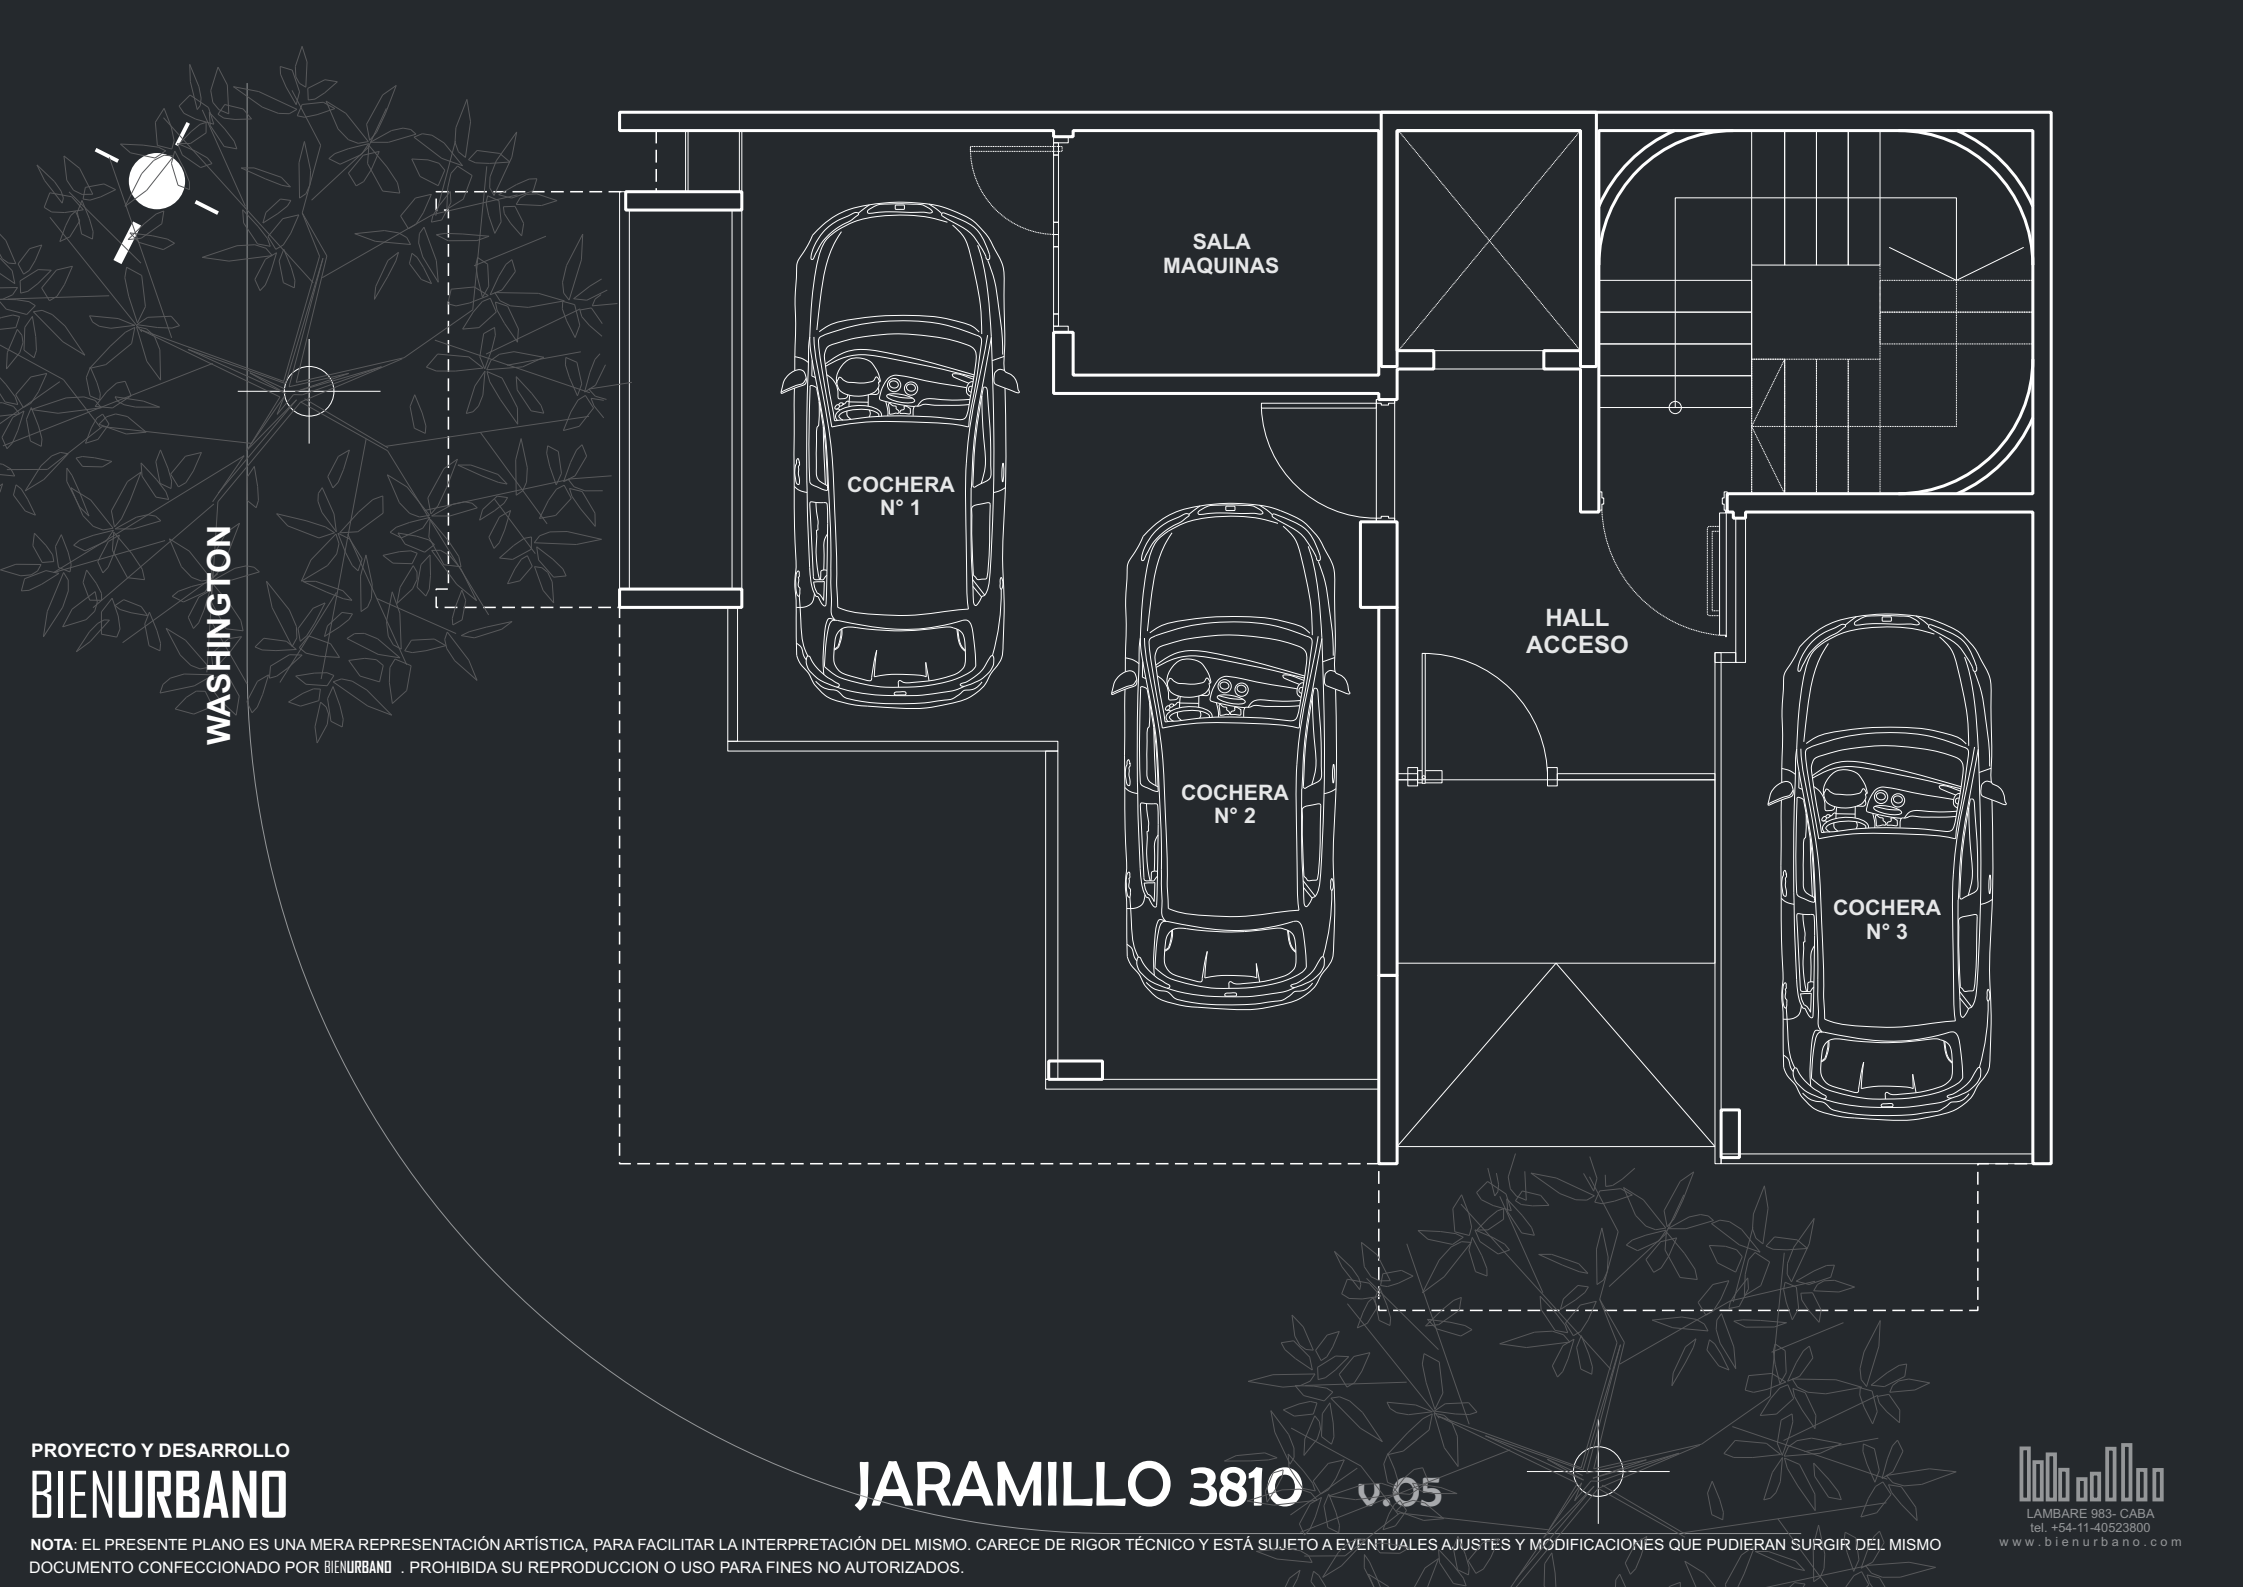 SALA
MAQUINAS
COCHERA
N° 1
HALL
ACCESO
COCHERA
N° 2
COCHERA
N° 3
WASHINGTON
PROYECTO Y DESARROLLO
BIENURBANO
JARAMILLO 3810 v.05
LAMBARE 983- CABA
tel. +54-11-40523800
www.bienurbano.com
NOTA: EL PRESENTE PLANO ES UNA MERA REPRESENTACIÓN ARTÍSTICA, PARA FACILITAR LA INTERPRETACIÓN DEL MISMO. CARECE DE RIGOR TÉCNICO Y ESTÁ SUJETO A EVENTUALES AJUSTES Y MODIFICACIONES QUE PUDIERAN SURGIR DEL MISMO
DOCUMENTO CONFECCIONADO POR BIENURBANO . PROHIBIDA SU REPRODUCCION O USO PARA FINES NO AUTORIZADOS.